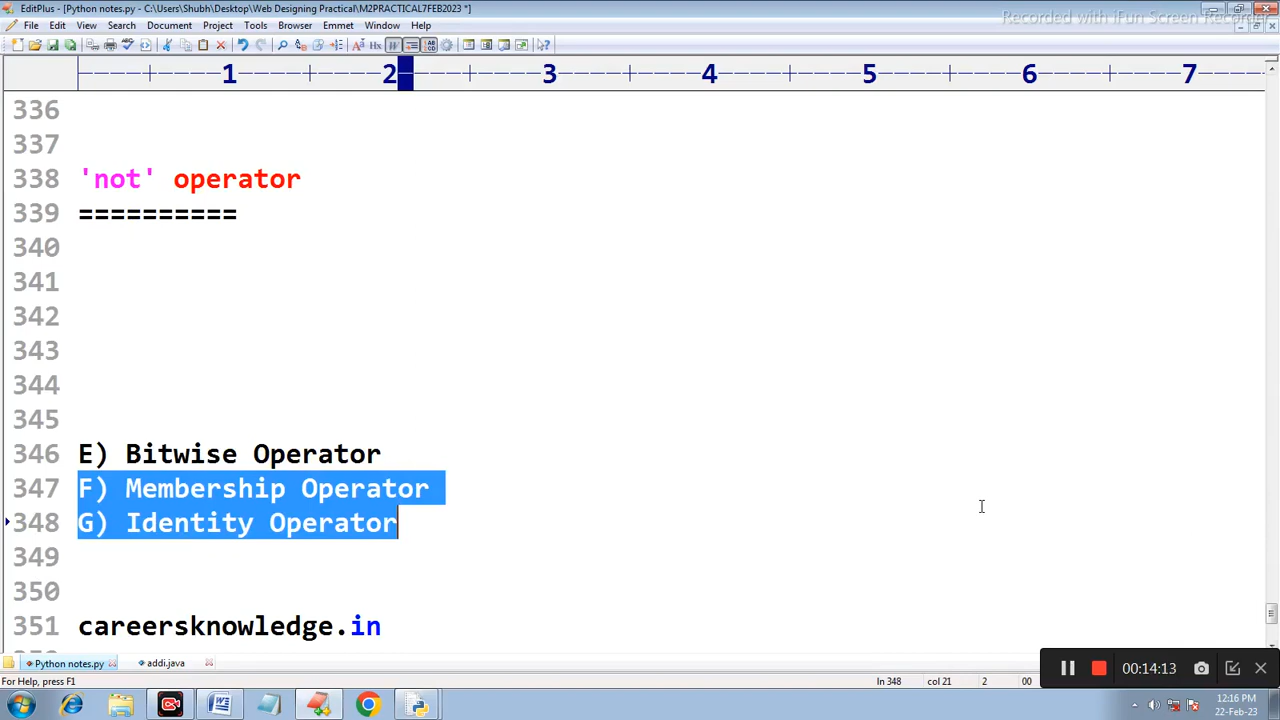 EditPlus - [Python notes.py - C:\Users\Shubh\Desktop\Web Designing Practical\M2PRACTICAL7FEB2023 *]
Recorded with iFun Screen Recorder
File Edit View Search Document Project Tools Browser Emmet Window Help
1 2 3 4 5 6 7
336
337
338 'not' operator
339 ==========
340
341
342
343
344
345
346 E) Bitwise Operator
347 F) Membership Operator
348 G) Identity Operator
349
350
351 careersknowledge.in
Python notes.py addi.java
For Help, press F1 ln 348 col 21 2 00
00:14:13
12:16 PM
22-Feb-23